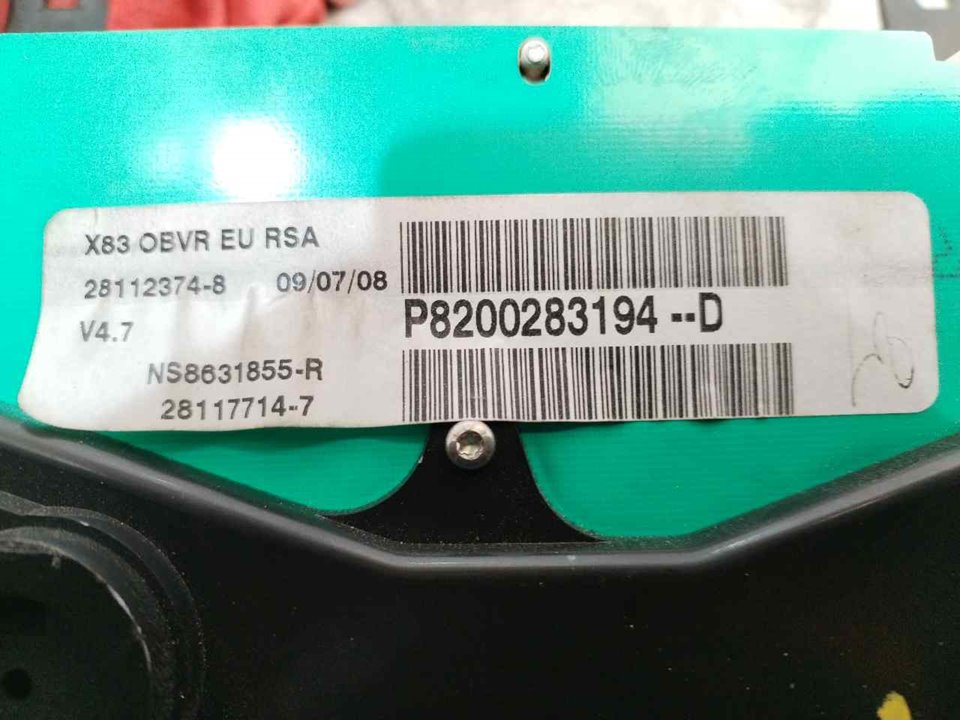 X83 OBVR EU RSA
28112374-8 09/07/08
V4.7
NS8631855-R
28117714-7
P8200283194--D